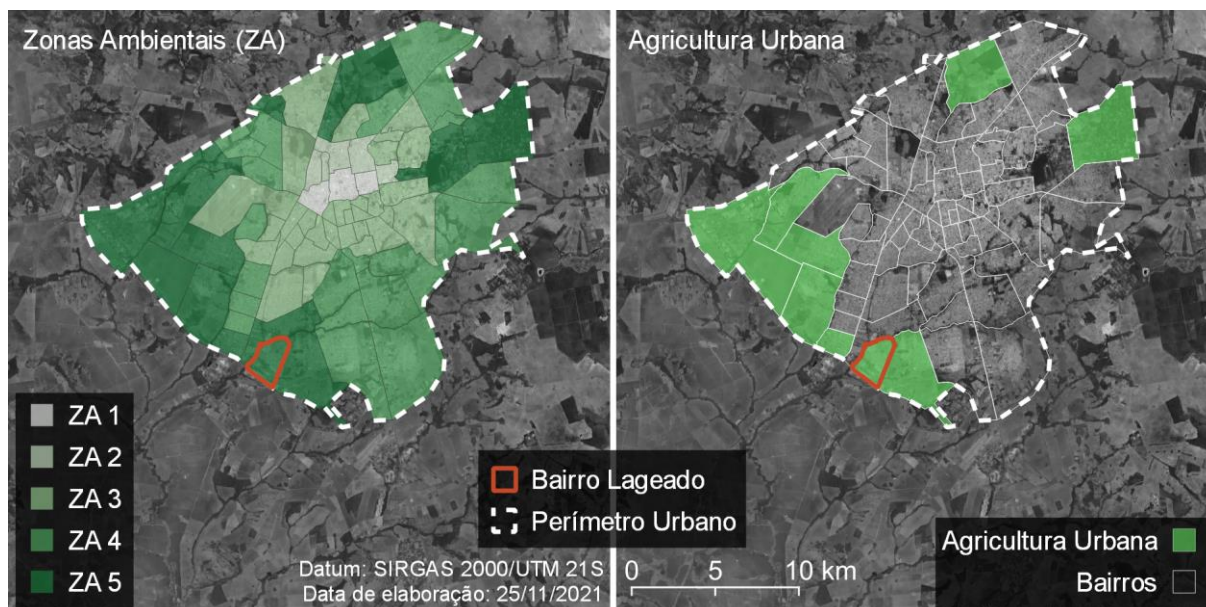 Zonas Ambientais (ZA)
Agricultura Urbana
ZA 1
ZA 2
ZA 3
ZA 4
ZA 5
Bairro Lageado
Perímetro Urbano
Datum: SIRGAS 2000/UTM 21S
Data de elaboração: 25/11/2021
0 5 10 km
Agricultura Urbana
Bairros